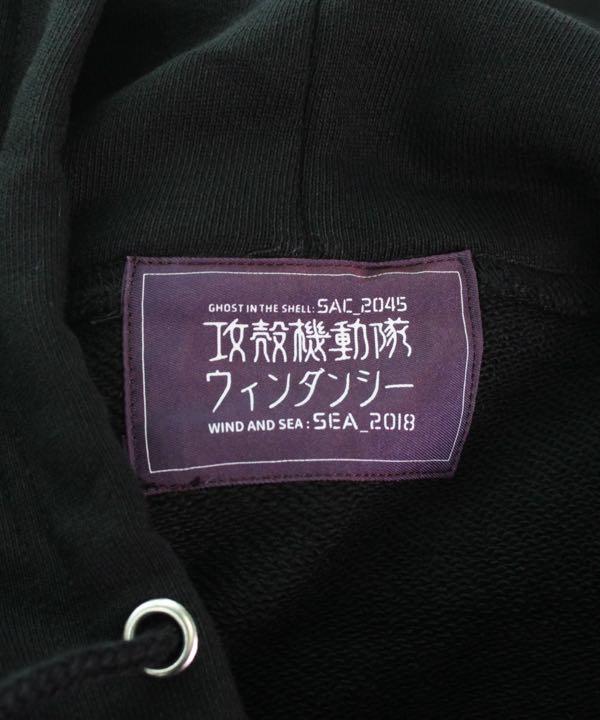 GHOST IN THE SHELL: SAC_2045
攻殻機動隊
ウィンダンシー
WIND AND SEA : SEA_2018